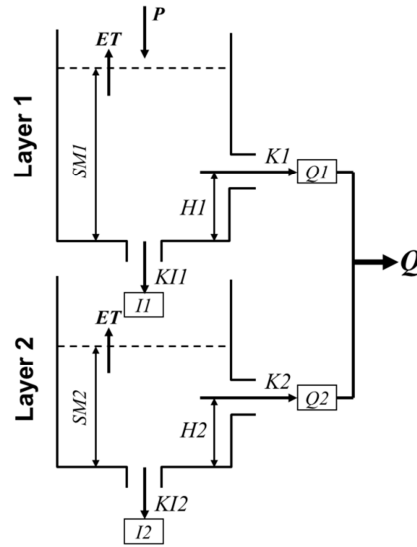 P
ET
Layer 1
SM1
K1
Q1
H1
KI1
I1
Q
ET
Layer 2
SM2
K2
Q2
H2
KI2
I2